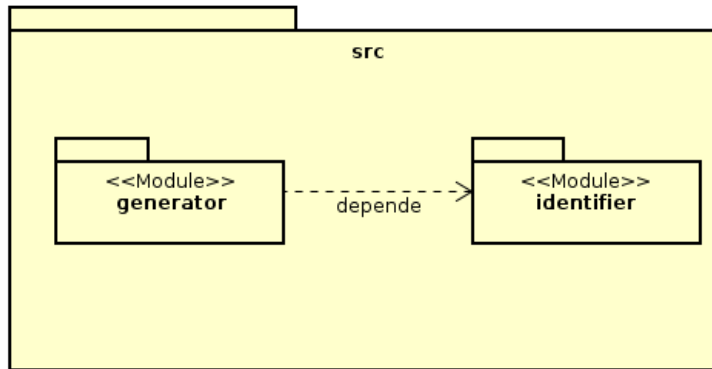 src
<<Module>>
generator
depende
<<Module>>
identifier